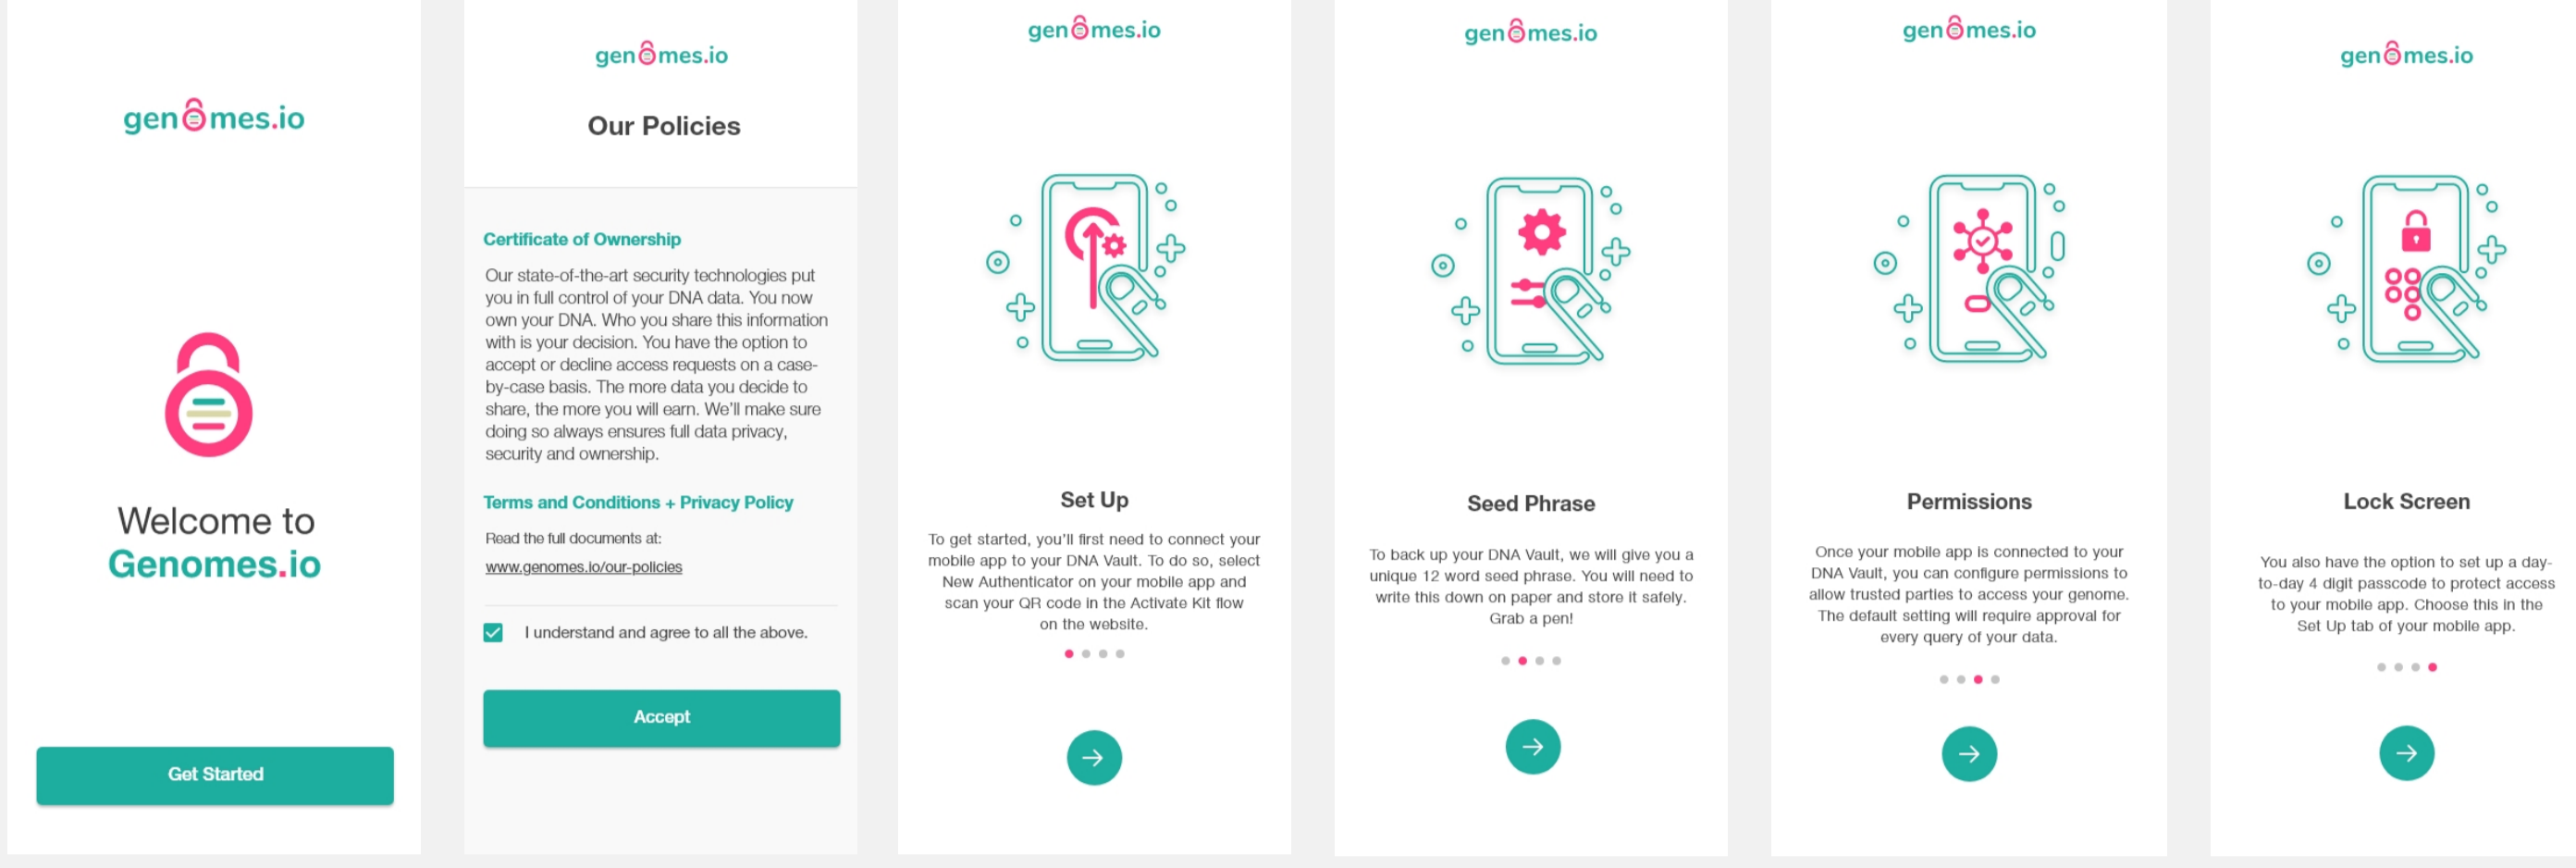 genomes.io
Welcome to
Genomes.io
Get Started
genomes.io
Our Policies
Certificate of Ownership
Our state-of-the-art security technologies put
you in full control of your DNA data. You now
own your DNA. Who you share this information
with is your decision. You have the option to
accept or decline access requests on a case-
by-case basis. The more data you decide to
share, the more you will earn. We'll make sure
doing so always ensures full data privacy,
security and ownership.
Terms and Conditions + Privacy Policy
Read the full documents at:
www.genomes.io/our-policies
I understand and agree to all the above.
Accept
genomes.io
Set Up
To get started, you'll first need to connect your
mobile app to your DNA Vault. To do so, select
New Authenticator on your mobile app and
scan your QR code in the Activate Kit flow
on the website.
genomes.io
Seed Phrase
To back up your DNA Vault, we will give you a
unique 12 word seed phrase. You will need to
write this down on paper and store it safely.
Grab a pen!
genomes.io
Permissions
Once your mobile app is connected to your
DNA Vault, you can configure permissions to
allow trusted parties to access your genome.
The default setting will require approval for
every query of your data.
genomes.io
Lock Screen
You also have the option to set up a day-
to-day 4 digit passcode to protect access
to your mobile app. Choose this in the
Set Up tab of your mobile app.